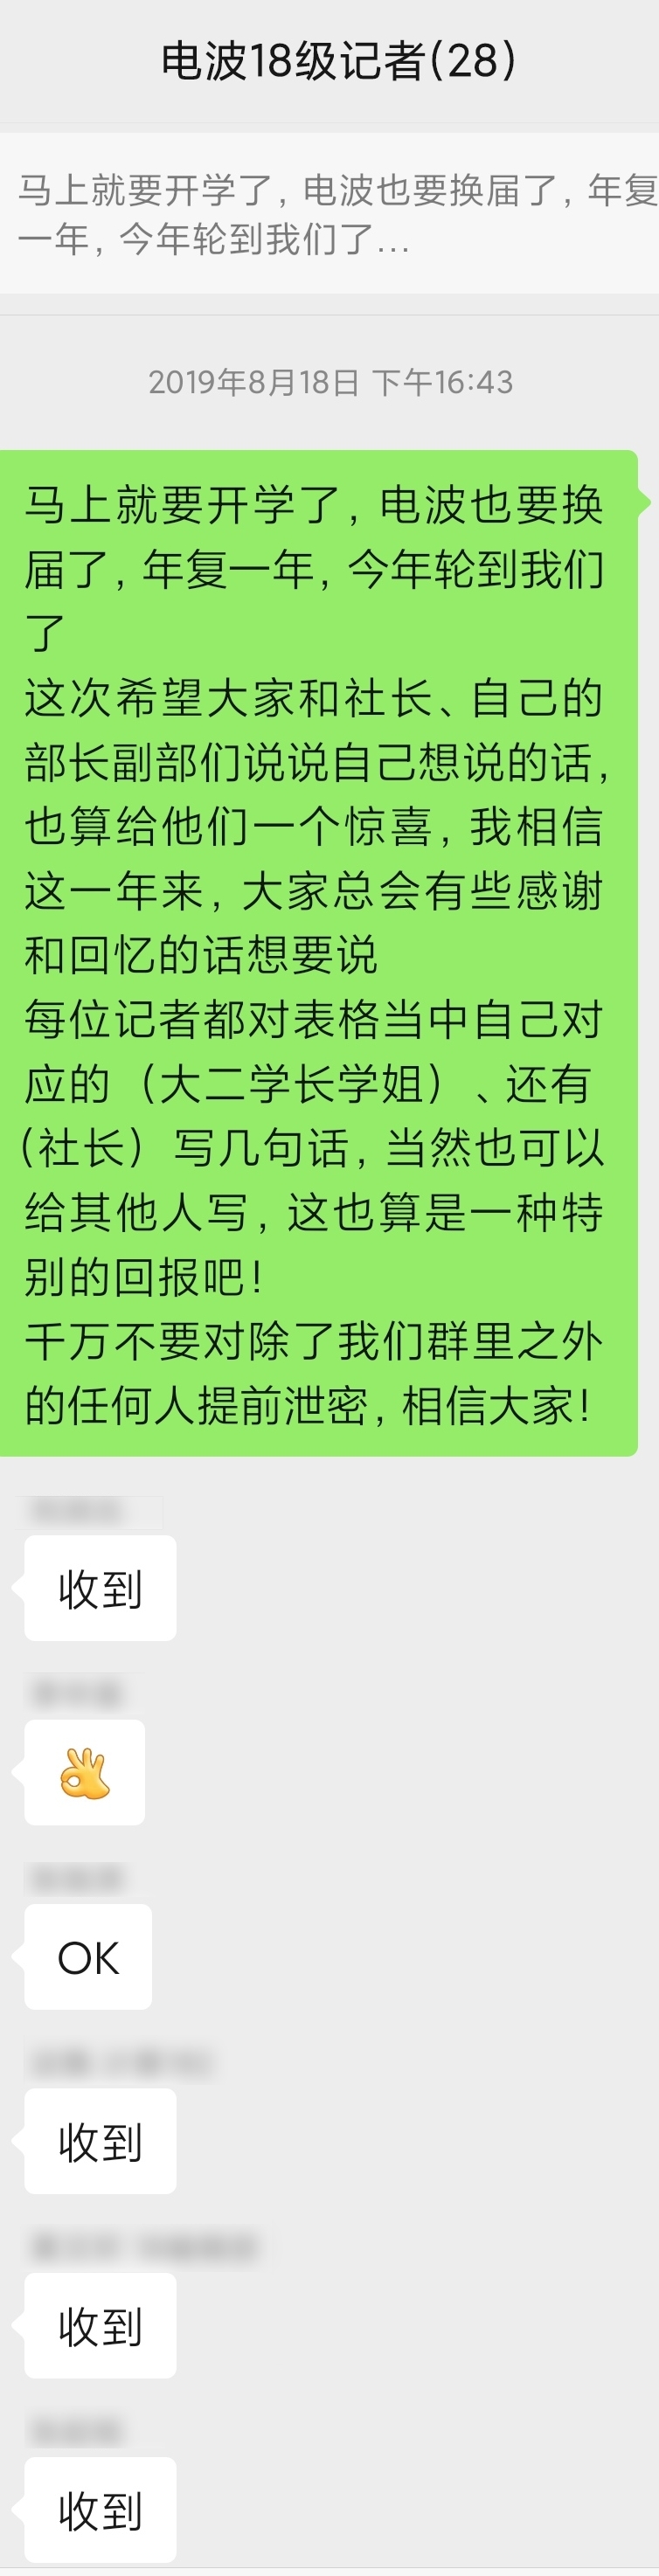 电波18级记者(28)
马上就要开学了, 电波也要换届了, 年复
一年, 今年轮到我们了...
2019年8月18日 下午16:43
马上就要开学了, 电波也要换
届了, 年复一年, 今年轮到我们
了
这次希望大家和社长、自己的
部长副部们说说自己想说的话,
也算给他们一个惊喜, 我相信
这一年来, 大家总会有些感谢
和回忆的话想要说
每位记者都对表格当中自己对
应的（大二学长学姐）、还有
(社长）写几句话, 当然也可以
给其他人写, 这也算是一种特
别的回报吧!
千万不要对除了我们群里之外
的任何人提前泄密, 相信大家!
收到
👌
OK
收到
收到
收到